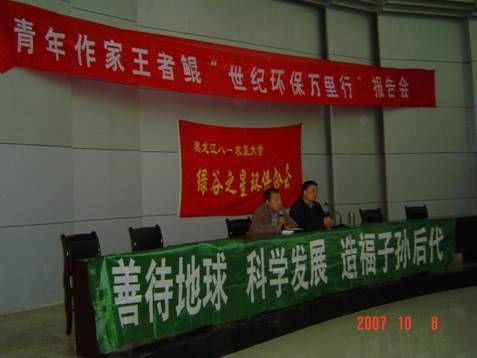 青年作家王者鲲“世纪环保万里行”报告会
黑龙江八一农垦大学
绿谷之星环保分会
善待地球 科学发展 造福子孙后代
2007 10 8